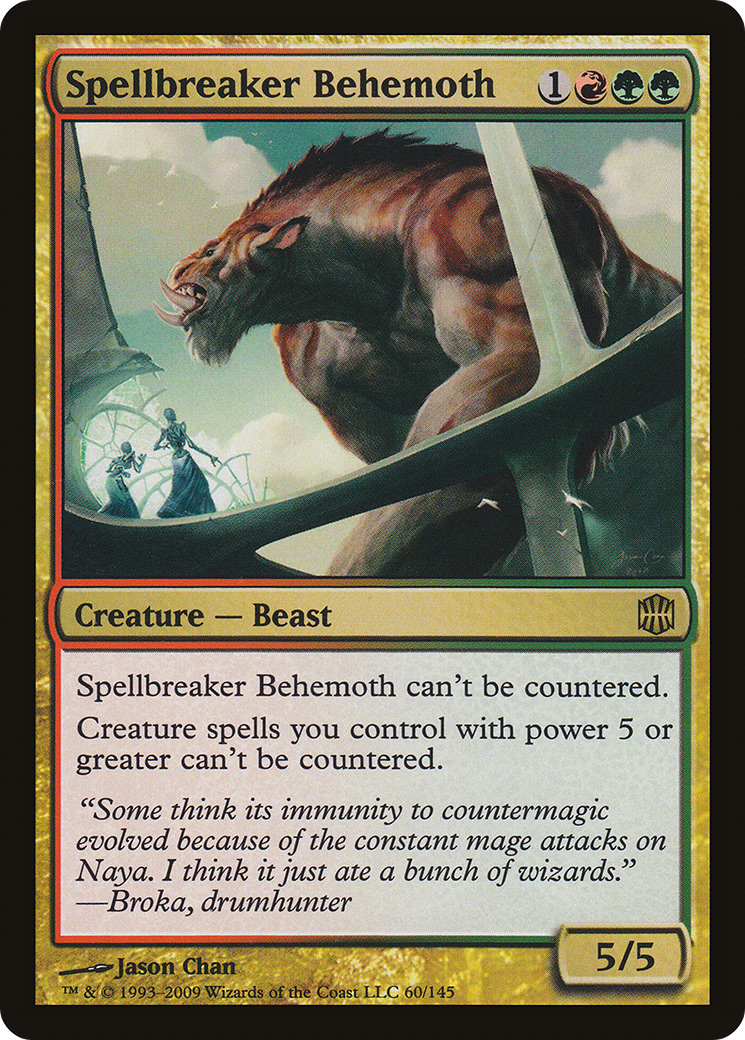 Spellbreaker Behemoth 1
Creature — Beast
Spellbreaker Behemoth can't be countered.
Creature spells you control with power 5 or
greater can't be countered.
“Some think its immunity to countermagic
evolved because of the constant mage attacks on
Naya. I think it just ate a bunch of wizards.”
—Broka, drumhunter
5/5
Jason Chan
™ & © 1993–2009 Wizards of the Coast LLC 60/145